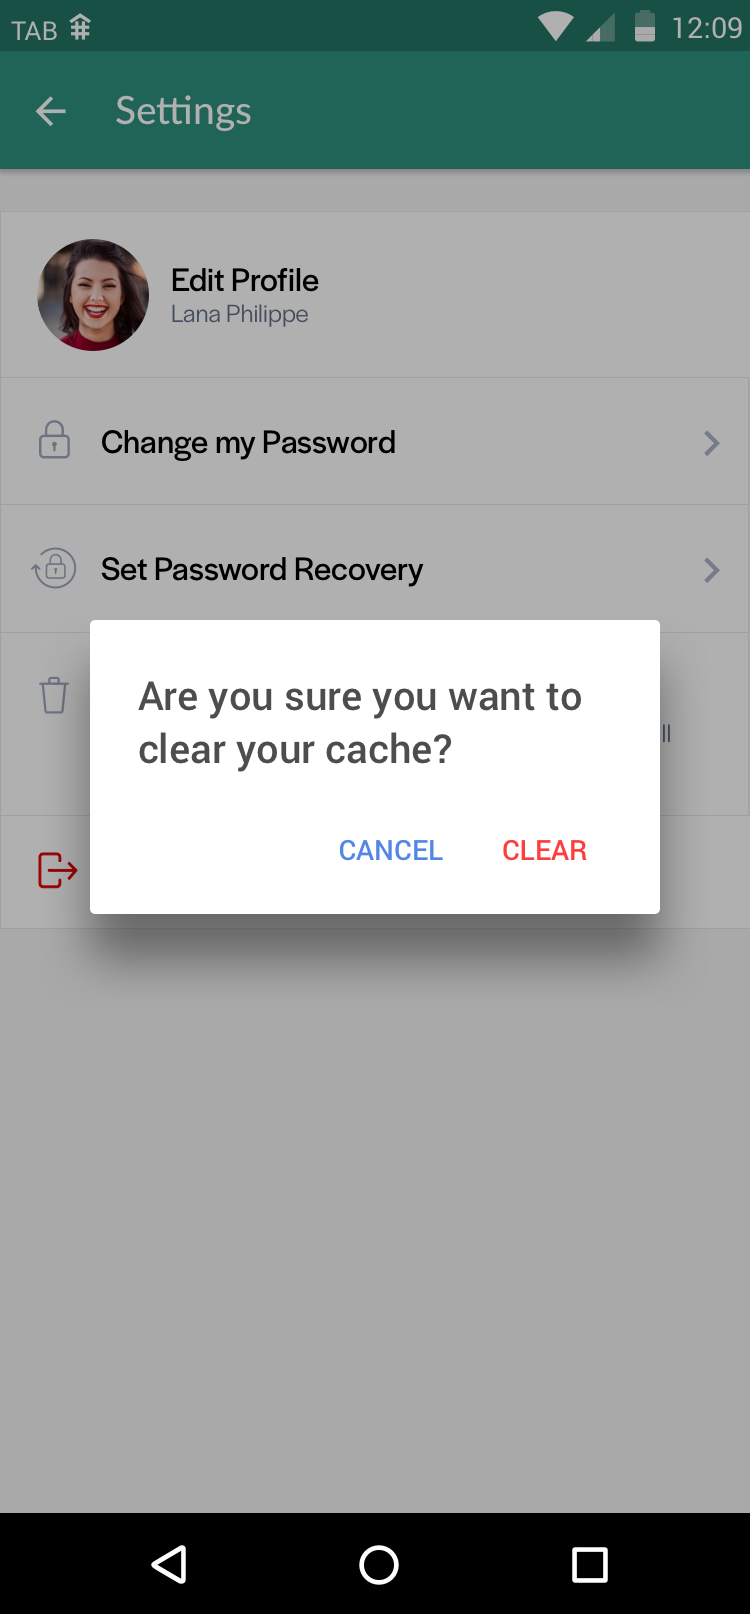 TAB 12:09
Settings
Edit Profile
Lana Philippe
Change my Password
Set Password Recovery
Are you sure you want to
clear your cache?
CANCEL CLEAR